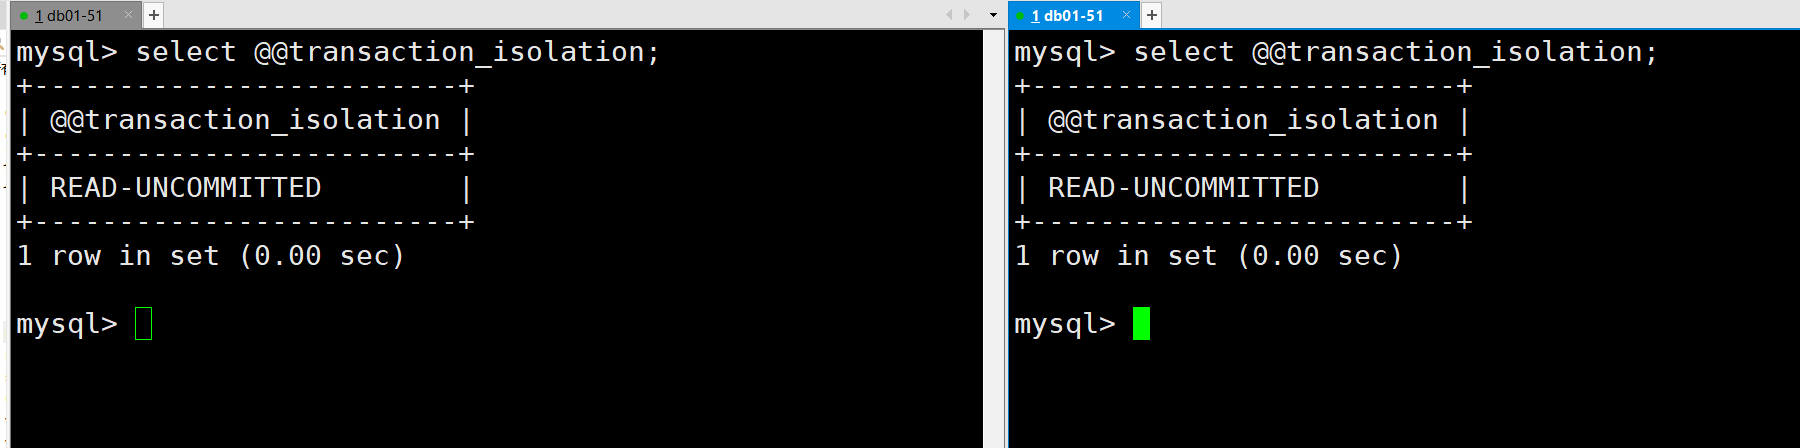 1 db01-51 × +
mysql> select @@transaction_isolation;
+-------------------------+
| @@transaction_isolation |
+-------------------------+
| READ-UNCOMMITTED        |
+-------------------------+
1 row in set (0.00 sec)
mysql>
1 db01-51 × +
mysql> select @@transaction_isolation;
+-------------------------+
| @@transaction_isolation |
+-------------------------+
| READ-UNCOMMITTED        |
+-------------------------+
1 row in set (0.00 sec)
mysql>